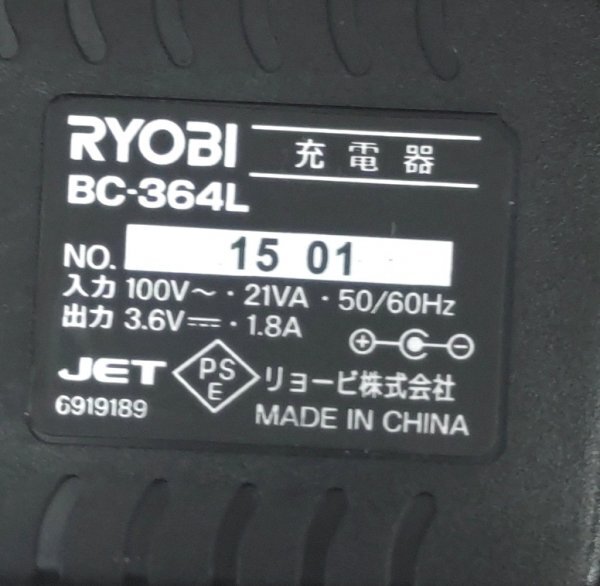 RYOBI 充電器
BC-364L
NO. 15 01
入力 100V～・21VA・50/60Hz
出力 3.6V⎓・1.8A
JET PSE リョービ株式会社
6919189 MADE IN CHINA